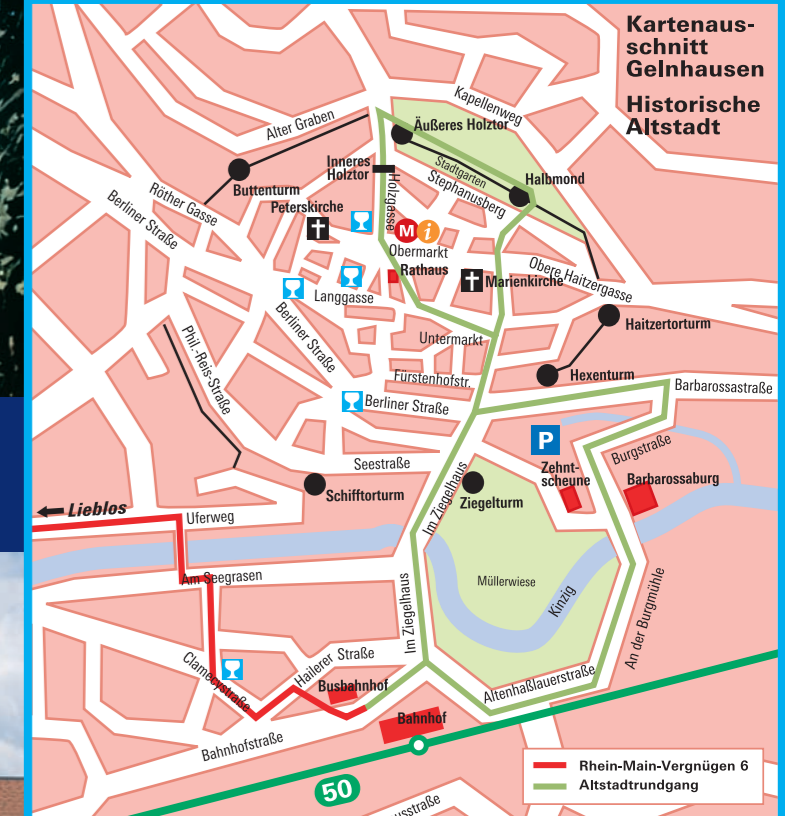 Kartenaus-
schnitt
Gelnhausen
Historische
Altstadt
Kapellenweg
Alter Graben
Äußeres Holztor
Inneres
Holztor
Stadtgarten
Stephanusberg
Halbmond
Buttenturm
Röther Gasse
Holzgasse
Peterskirche
Berliner Straße
M i
Obermarkt
Rathaus
Marienkirche
Obere Haitzergasse
Langgasse
Berliner Straße
Haitzertorturm
Untermarkt
Phil.-Reis-Straße
Fürstenhofstr.
Hexenturm
Barbarossastraße
Berliner Straße
P
Burgstraße
Seestraße
Zehnt-
scheune
Barbarossaburg
Schifftorturm
Im Ziegelhaus
Ziegelturm
Lieblos
Uferweg
Am Seegrasen
Müllerwiese
Kinzig
Im Ziegelhaus
An der Burgmühle
Hailerer Straße
Clamecystraße
Busbahnhof
Altenhaßlauerstraße
Bahnhof
Bahnhofstraße
50
Rhein-Main-Vergnügen 6
Altstadtrundgang